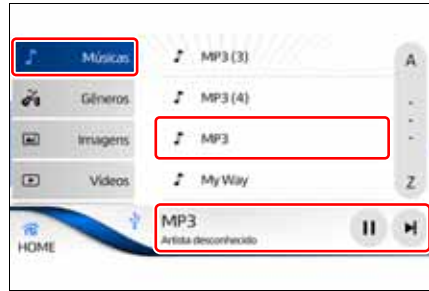 Músicas
MP3 (3)
A
Gêneros
MP3 (4)
Imagens
MP3
Vídeos
My Way
Z
MP3
Artista desconhecido
HOME